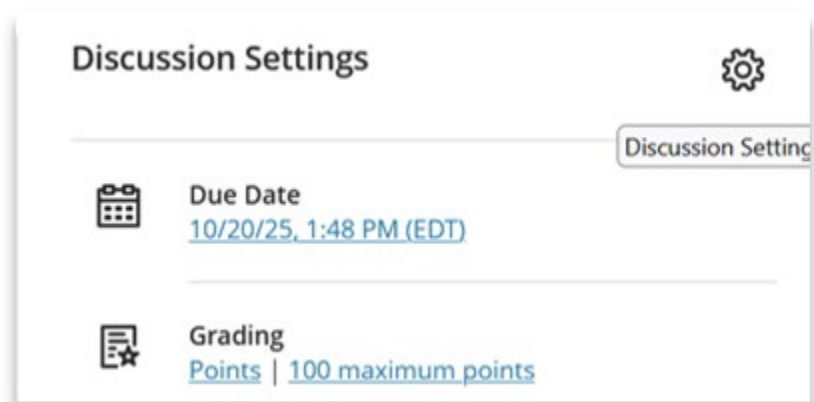 Discussion Settings
Discussion Setting
Due Date
10/20/25, 1:48 PM (EDT)
Grading
Points | 100 maximum points